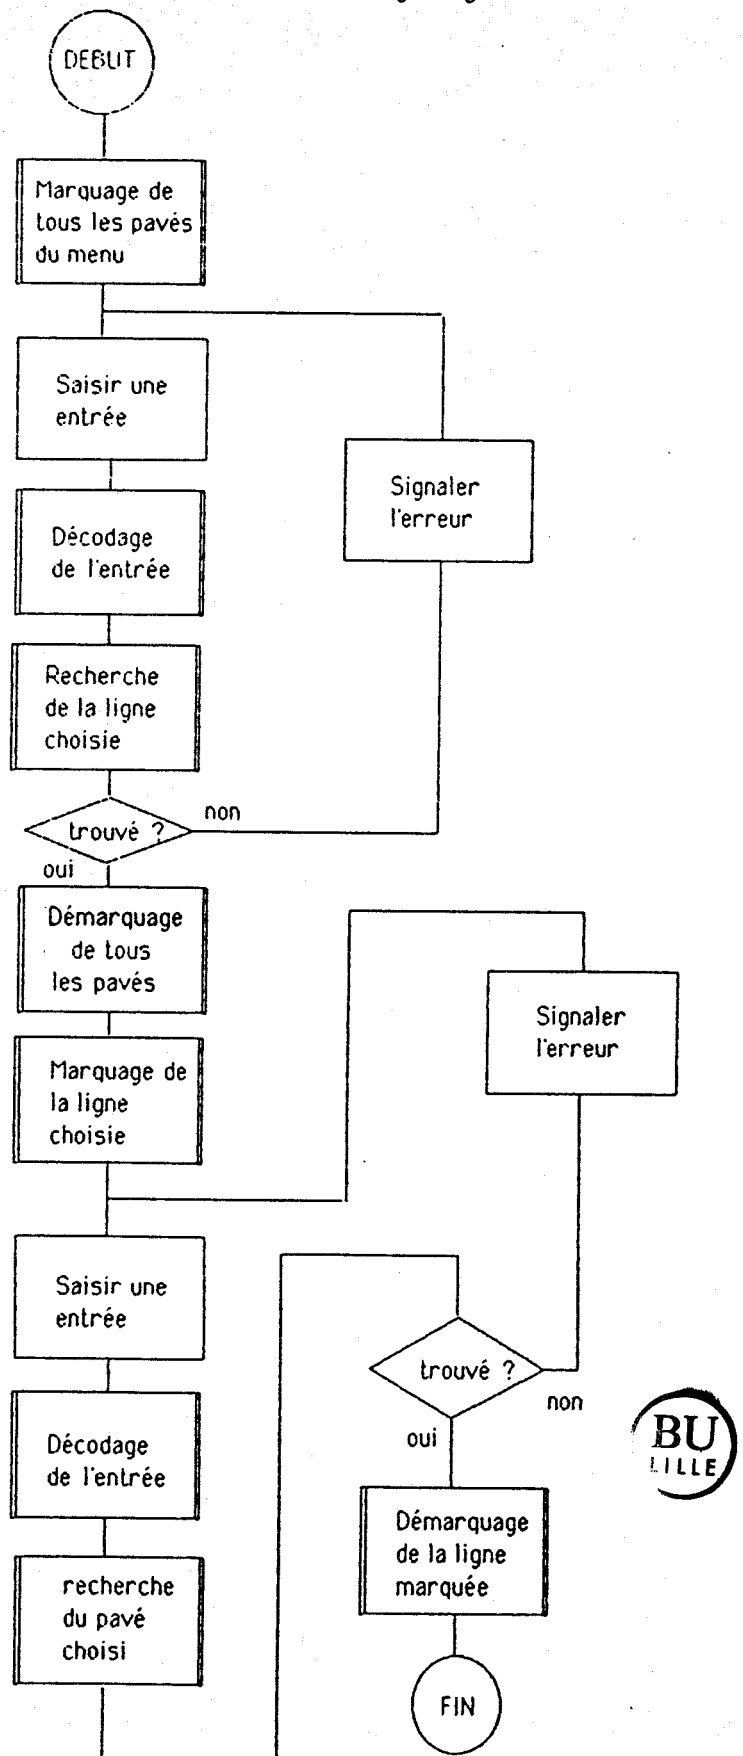 DEBUT
Marquage de
tous les pavés
du menu
Saisir une
entrée
Signaler
l'erreur
Décodage
de l'entrée
Recherche
de la ligne
choisie
trouvé ?
non
oui
Démarquage
de tous
les pavés
Signaler
l'erreur
Marquage de
la ligne
choisie
Saisir une
entrée
trouvé ?
non
oui
Décodage
de l'entrée
Démarquage
de la ligne
marquée
recherche
du pavé
choisi
FIN
BU
LILLE